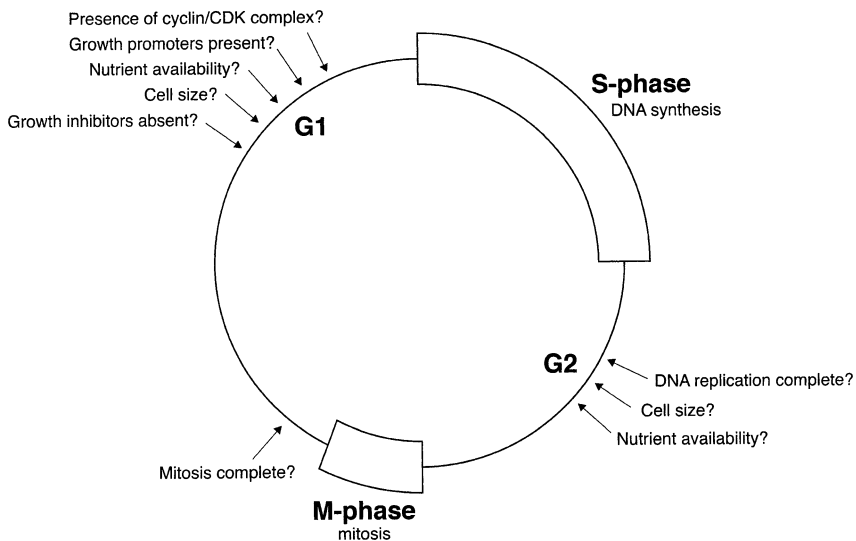 Presence of cyclin/CDK complex?
Growth promoters present?
Nutrient availability?
Cell size?
Growth inhibitors absent?
G1
S-phase
DNA synthesis
G2
DNA replication complete?
Cell size?
Nutrient availability?
Mitosis complete?
M-phase
mitosis